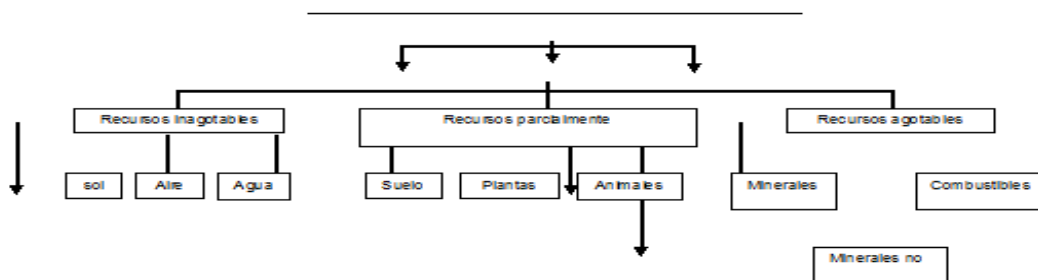 Recursos Inagotables
Recursos parcialmente
Recursos agotables
sol
Aire
Agua
Suelo
Plantas
Animales
Minerales
Combustibles
Minerales no